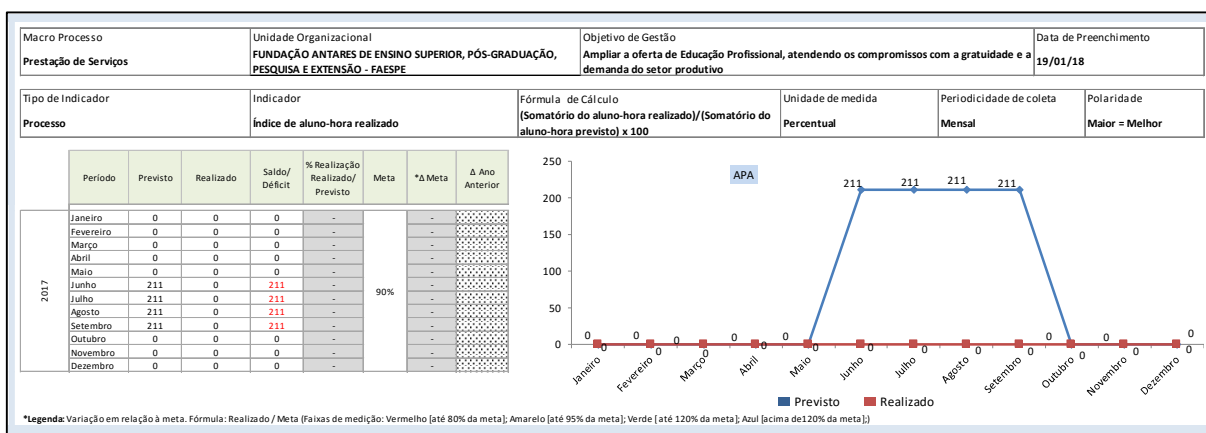 Macro Processo
Prestação de Serviços
Unidade Organizacional
FUNDAÇÃO ANTARES DE ENSINO SUPERIOR, PÓS-GRADUAÇÃO,
PESQUISA E EXTENSÃO - FAESPE
Objetivo de Gestão
Ampliar a oferta de Educação Profissional, atendendo os compromissos com a gratuidade e a
demanda do setor produtivo
Data de Preenchimento
19/01/18
Tipo de Indicador
Processo
Indicador
Índice de aluno-hora realizado
Fórmula de Cálculo
(Somatório do aluno-hora realizado)/(Somatório do
aluno-hora previsto) x 100
Unidade de medida
Percentual
Periodicidade de coleta
Mensal
Polaridade
Maior = Melhor
Período Previsto Realizado Saldo/ Déficit % Realização Realizado/ Previsto Meta *Δ Meta Δ Ano Anterior
2017
Janeiro 0 0 0 - -
Fevereiro 0 0 0 - -
Março 0 0 0 - -
Abril 0 0 0 - -
Maio 0 0 0 - -
Junho 211 0 211 - -
90%
Julho 211 0 211 - -
Agosto 211 0 211 - -
Setembro 211 0 211 - -
Outubro 0 0 0 - -
Novembro 0 0 0 - -
Dezembro 0 0 0 - -
APA
250
200
150
100
50
0
0 0 0 0 0 211 211 211 211 0 0 0
0 0 0 0 0 0 0 0 0 0 0 0
Janeiro Fevereiro Março Abril Maio Junho Julho Agosto Setembro Outubro Novembro Dezembro
Previsto Realizado
*Legenda: Variação em relação à meta. Fórmula: Realizado / Meta (Faixas de medição: Vermelho [até 80% da meta]; Amarelo [até 95% da meta]; Verde [ até 120% da meta]; Azul [acima de120% da meta];)